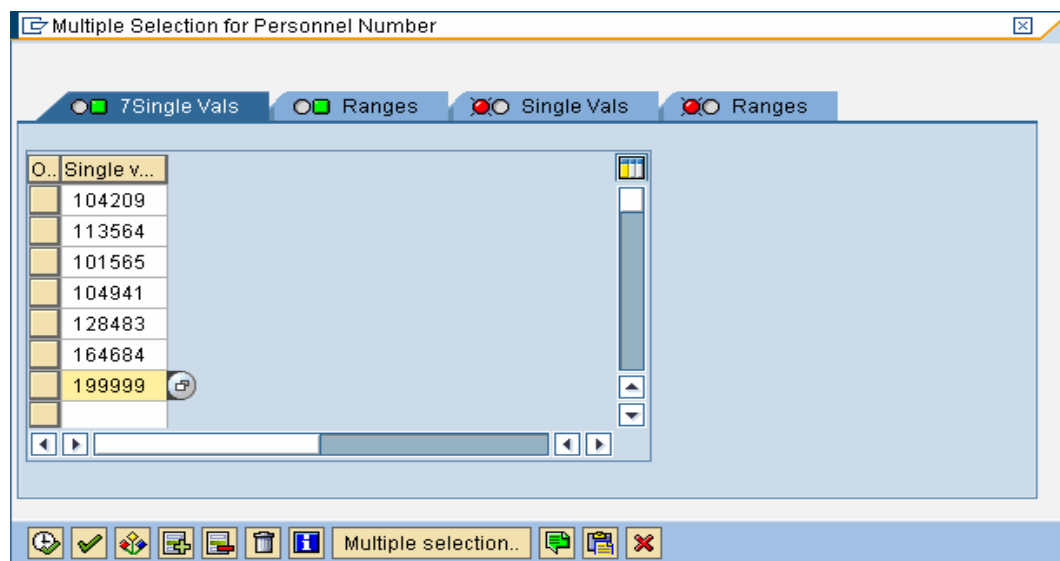 Multiple Selection for Personnel Number
7Single Vals Ranges Single Vals Ranges
O.. Single v...
104209
113564
101565
104941
128483
164684
199999
Multiple selection..